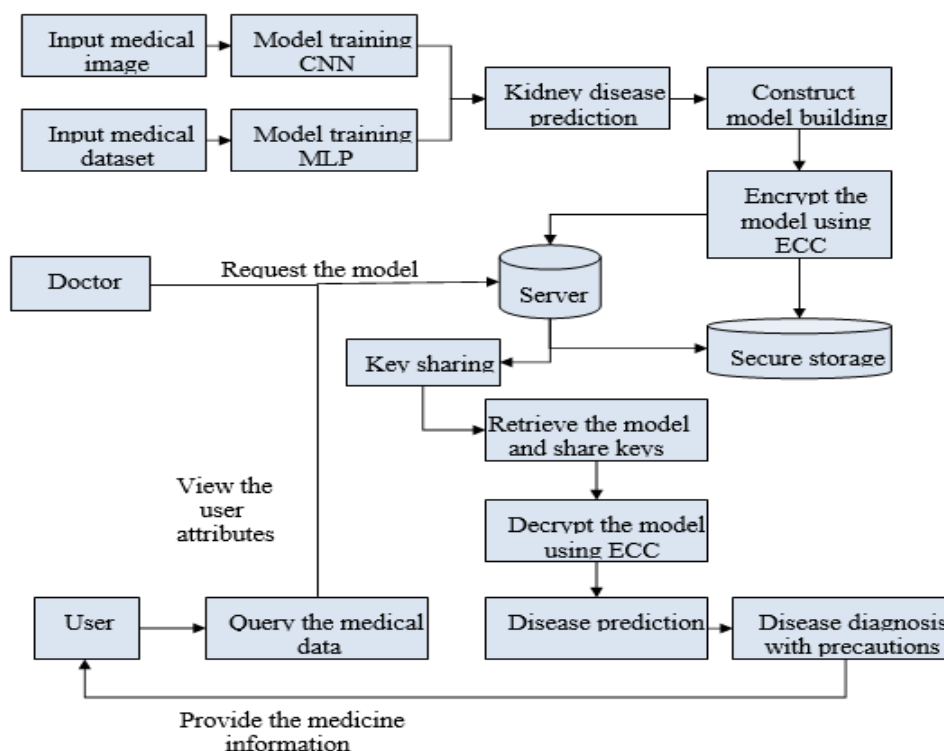 Input medical
image
Model training
CNN
Kidney disease
prediction
Construct
model building
Input medical
dataset
Model training
MLP
Encrypt the
model using
ECC
Doctor
Request the model
Server
Key sharing
Secure storage
Retrieve the model
and share keys
View the
user
attributes
Decrypt the model
using ECC
User
Query the medical
data
Disease prediction
Disease diagnosis
with precautions
Provide the medicine
information